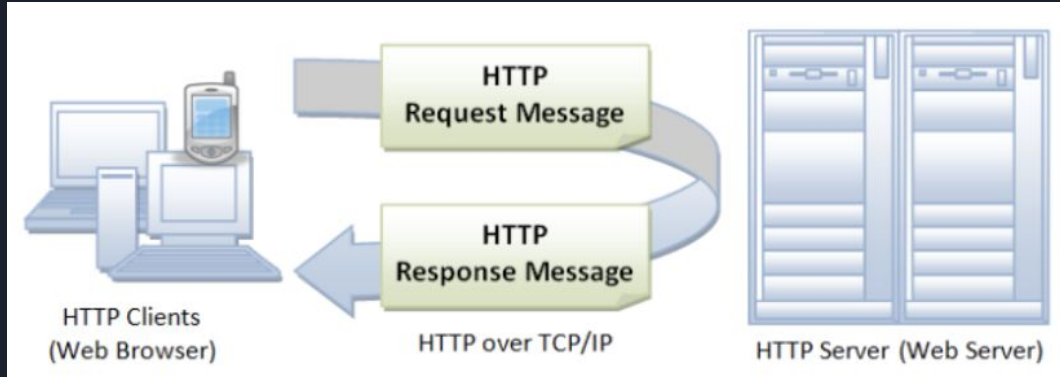 HTTP
Request Message
HTTP
Response Message
HTTP Clients
(Web Browser)
HTTP over TCP/IP
HTTP Server (Web Server)